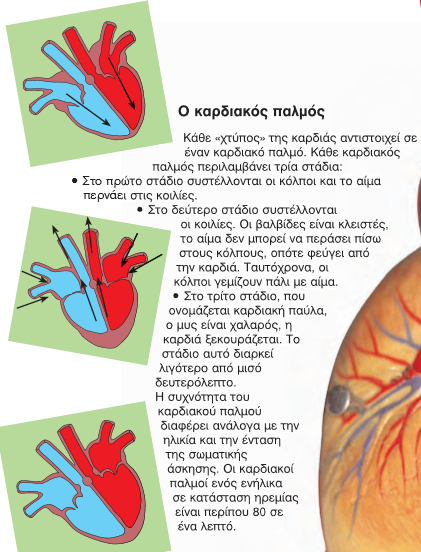 Ο καρδιακός παλμός
Κάθε «χτύπος» της καρδιάς αντιστοιχεί σε
έναν καρδιακό παλμό. Κάθε καρδιακός
παλμός περιλαμβάνει τρία στάδια:
• Στο πρώτο στάδιο συστέλλονται οι κόλποι και το αίμα
περνάει στις κοιλίες.
• Στο δεύτερο στάδιο συστέλλονται
οι κοιλίες. Οι βαλβίδες είναι κλειστές,
το αίμα δεν μπορεί να περάσει πίσω
στους κόλπους, οπότε φεύγει από
την καρδιά. Ταυτόχρονα, οι
κόλποι γεμίζουν πάλι με αίμα.
• Στο τρίτο στάδιο, που
ονομάζεται καρδιακή παύλα,
ο μυς είναι χαλαρός, η
καρδιά ξεκουράζεται. Το
στάδιο αυτό διαρκεί
λιγότερο από μισό
δευτερόλεπτο.
Η συχνότητα του
καρδιακού παλμού
διαφέρει ανάλογα με την
ηλικία και την ένταση
της σωματικής
άσκησης. Οι καρδιακοί
παλμοί ενός ενήλικα
σε κατάσταση ηρεμίας
είναι περίπου 80 σε
ένα λεπτό.